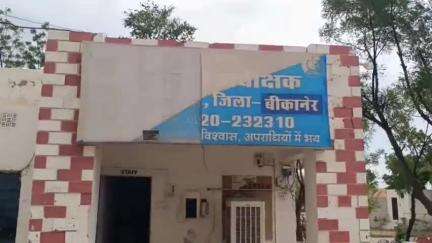 , जिला- बीकानेर
20-232310
विश्वास, अपराधियों में भय
STAFF